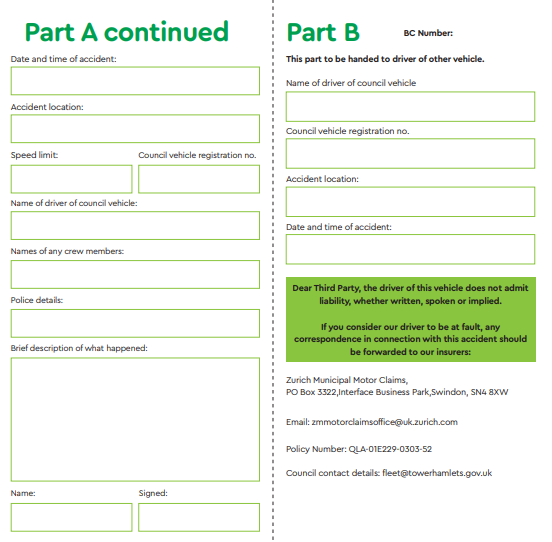 Part A continued
Date and time of accident:
Accident location:
Speed limit:
Council vehicle registration no.
Name of driver of council vehicle:
Names of any crew members:
Police details:
Brief description of what happened:
Name:
Signed:
Part B
BC Number:
This part to be handed to driver of other vehicle.
Name of driver of council vehicle
Council vehicle registration no.
Accident location:
Date and time of accident:
Dear Third Party, the driver of this vehicle does not admit
liability, whether written, spoken or implied.
If you consider our driver to be at fault, any
correspondence in connection with this accident should
be forwarded to our insurers:
Zurich Municipal Motor Claims,
PO Box 3322,Interface Business Park,Swindon, SN4 8XW
Email: zmmotorclaimsoffice@uk.zurich.com
Policy Number: QLA-01E229-0303-52
Council contact details: fleet@towerhamlets.gov.uk